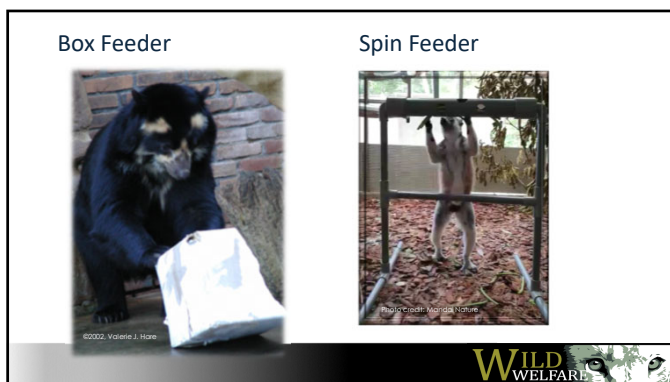 Box Feeder
Spin Feeder
©2002, Valerie J. Hare
Photo Credit: Mandai Nature
WILD
WELFARE